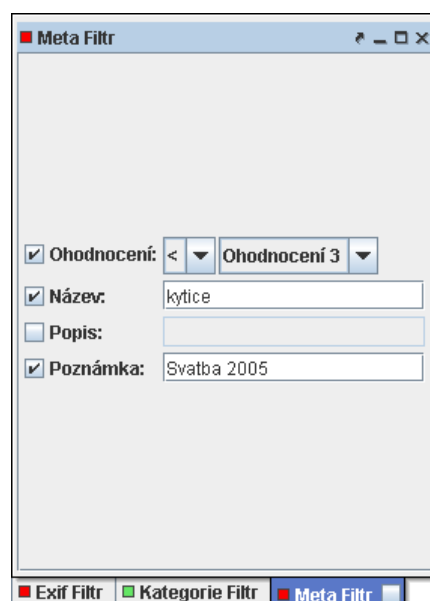 Meta Filtr
Ohodnocení: < Ohodnocení 3
Název: kytice
Popis:
Poznámka: Svatba 2005
Exif Filtr Kategorie Filtr Meta Filtr